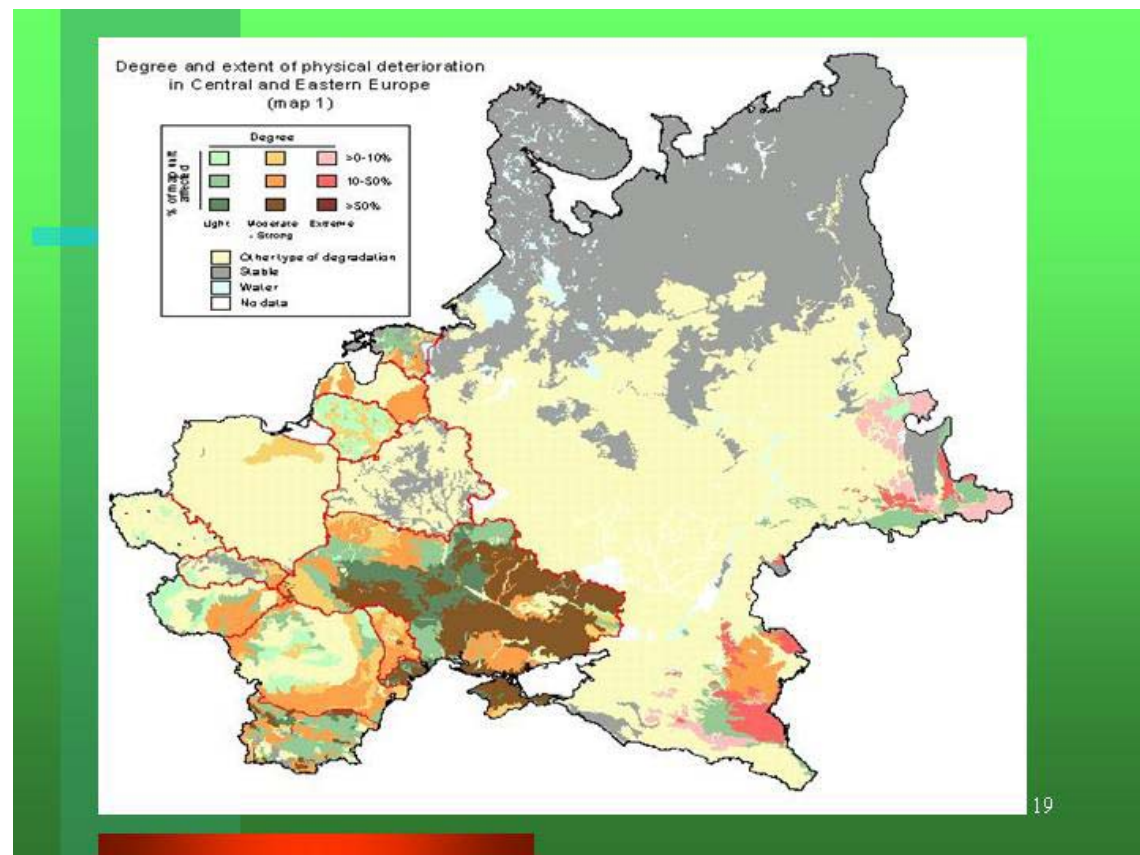 Degree and extent of physical deterioration
in Central and Eastern Europe
(map 1)
Degree
% of map unit
affected
>0-10%
10-50%
>50%
Light
Moderate
- Strong
Extreme
Other type of degradation
Stable
Water
No data
19